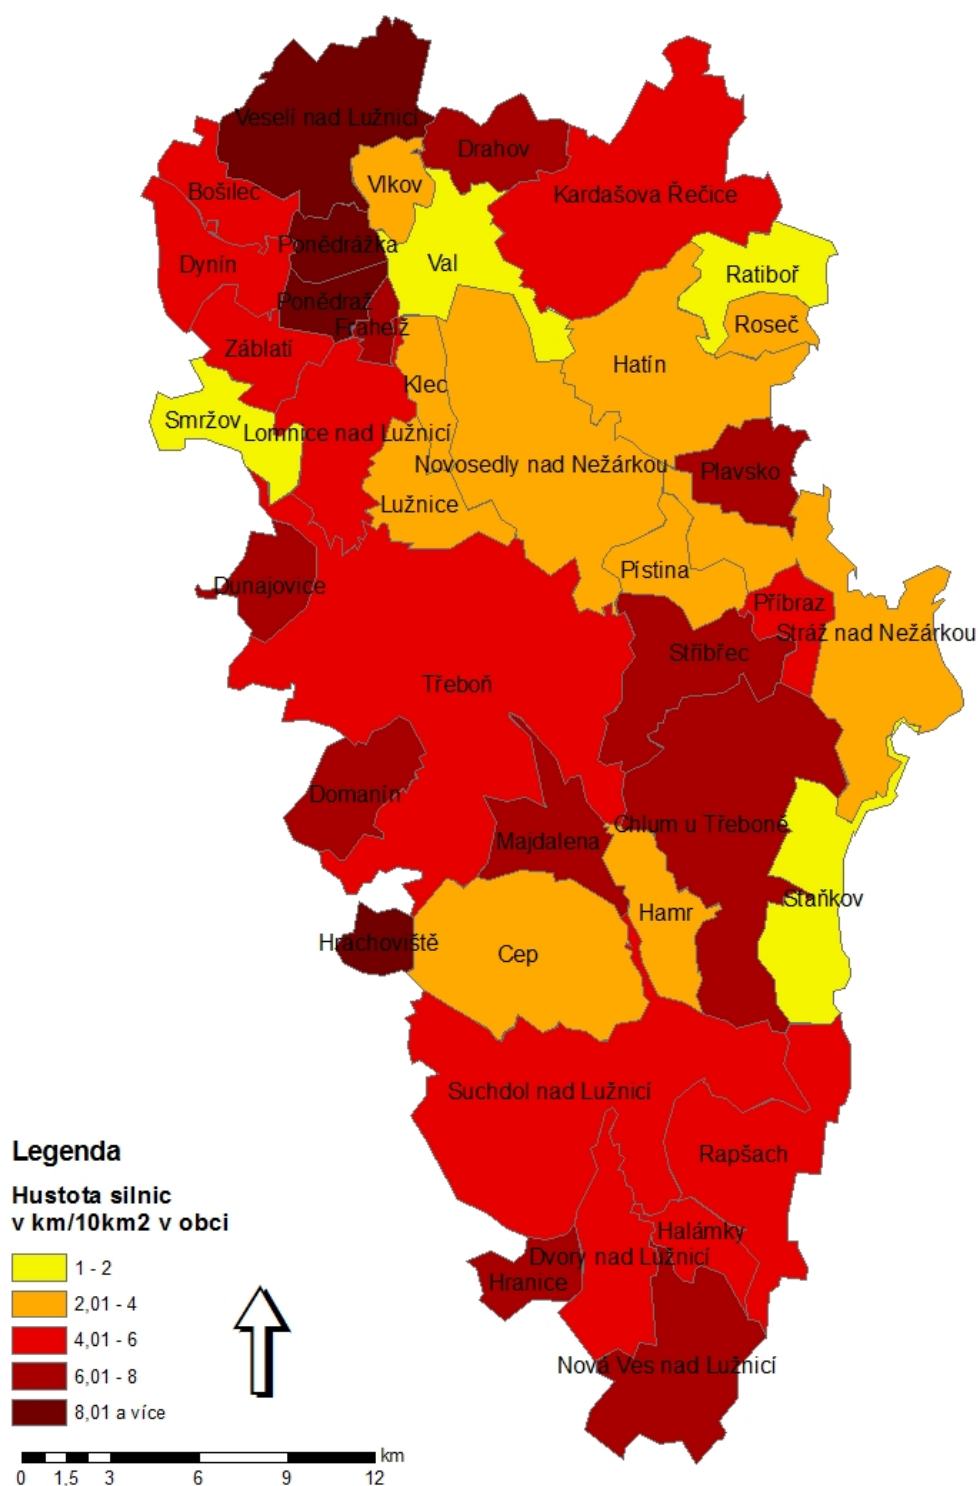 Veselí nad Lužnicí
Drahov
Vlkov
Bošilec
Kardašova Řečice
Ponědrážka
Val
Dynín
Ratiboř
Ponědraž
Frahelž
Roseč
Záblatí
Hatín
Klec
Smržov
Lomnice nad Lužnicí
Novosedly nad Nežárkou
Plavsko
Lužnice
Pístina
Dunajovice
Příbraz
Stráž nad Nežárkou
Stříbřec
Třeboň
Domanín
Chlum u Třeboně
Majdalena
Staňkov
Hamr
Hrachoviště
Cep
Suchdol nad Lužnicí
Rapšach
Halámky
Dvory nad Lužnicí
Hranice
Nová Ves nad Lužnicí
Legenda
Hustota silnic
v km/10km2 v obci
1 - 2
2,01 - 4
4,01 - 6
6,01 - 8
8,01 a více
km
0 1,5 3 6 9 12